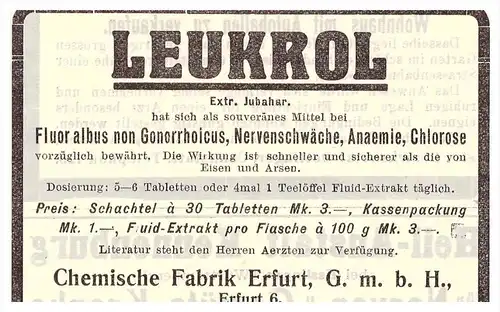 LEUKROL
Extr. Jubahar.
hat sich als souveränes Mittel bei
Fluor albus non Gonorrhoicus, Nervenschwäche, Anaemie, Chlorose
vorzüglich bewährt. Die Wirkung ist schneller und sicherer als die von
Eisen und Arsen.
Dosierung: 5—6 Tabletten oder 4mal 1 Teelöffel Fluid-Extrakt täglich.
Preis: Schachtel à 30 Tabletten Mk. 3.—, Kassenpackung
Mk. 1.—, Fuid-Extrakt pro Flasche à 100 g Mk. 3.—
Literatur steht den Herren Aerzten zur Verfügung.
Chemische Fabrik Erfurt, G. m. b. H.,
Erfurt 6.